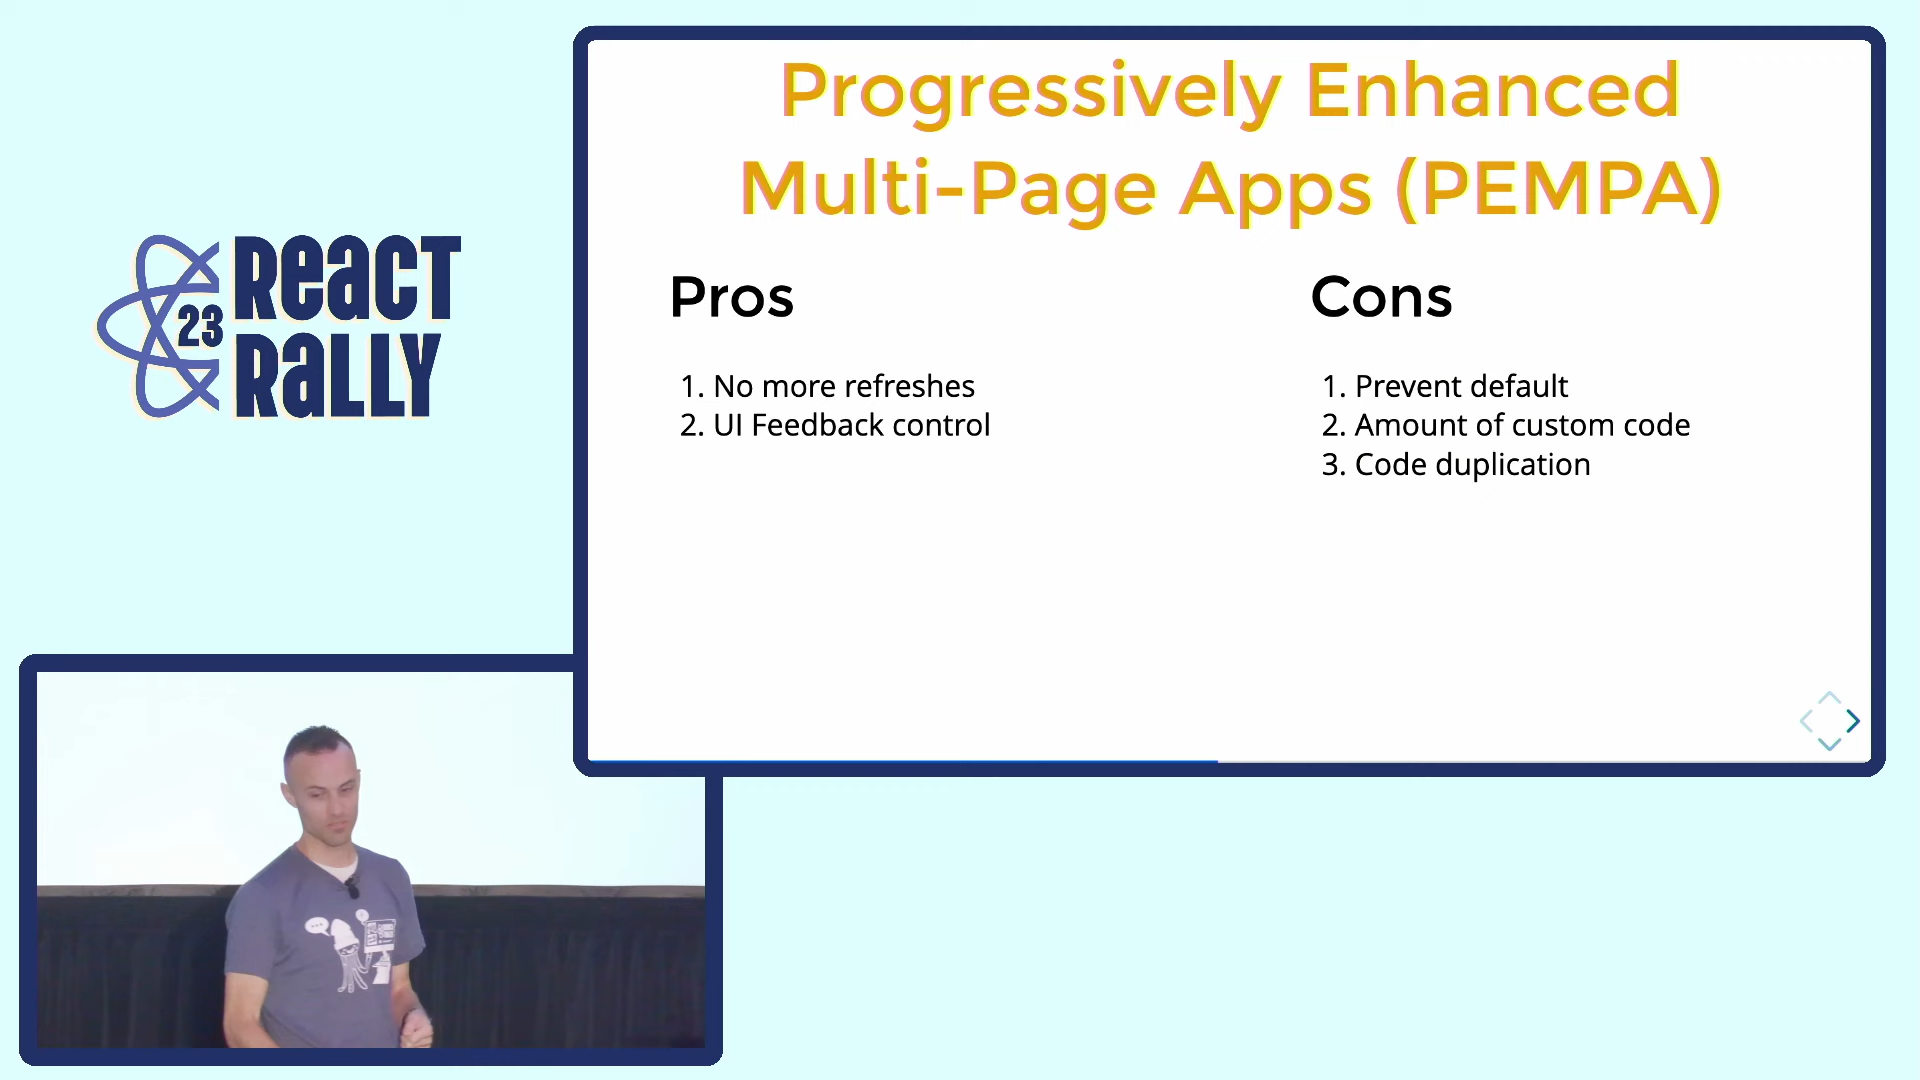 Progressively Enhanced
Multi-Page Apps (PEMPA)
Pros
1. No more refreshes
2. UI Feedback control
Cons
1. Prevent default
2. Amount of custom code
3. Code duplication
23
React
Rally